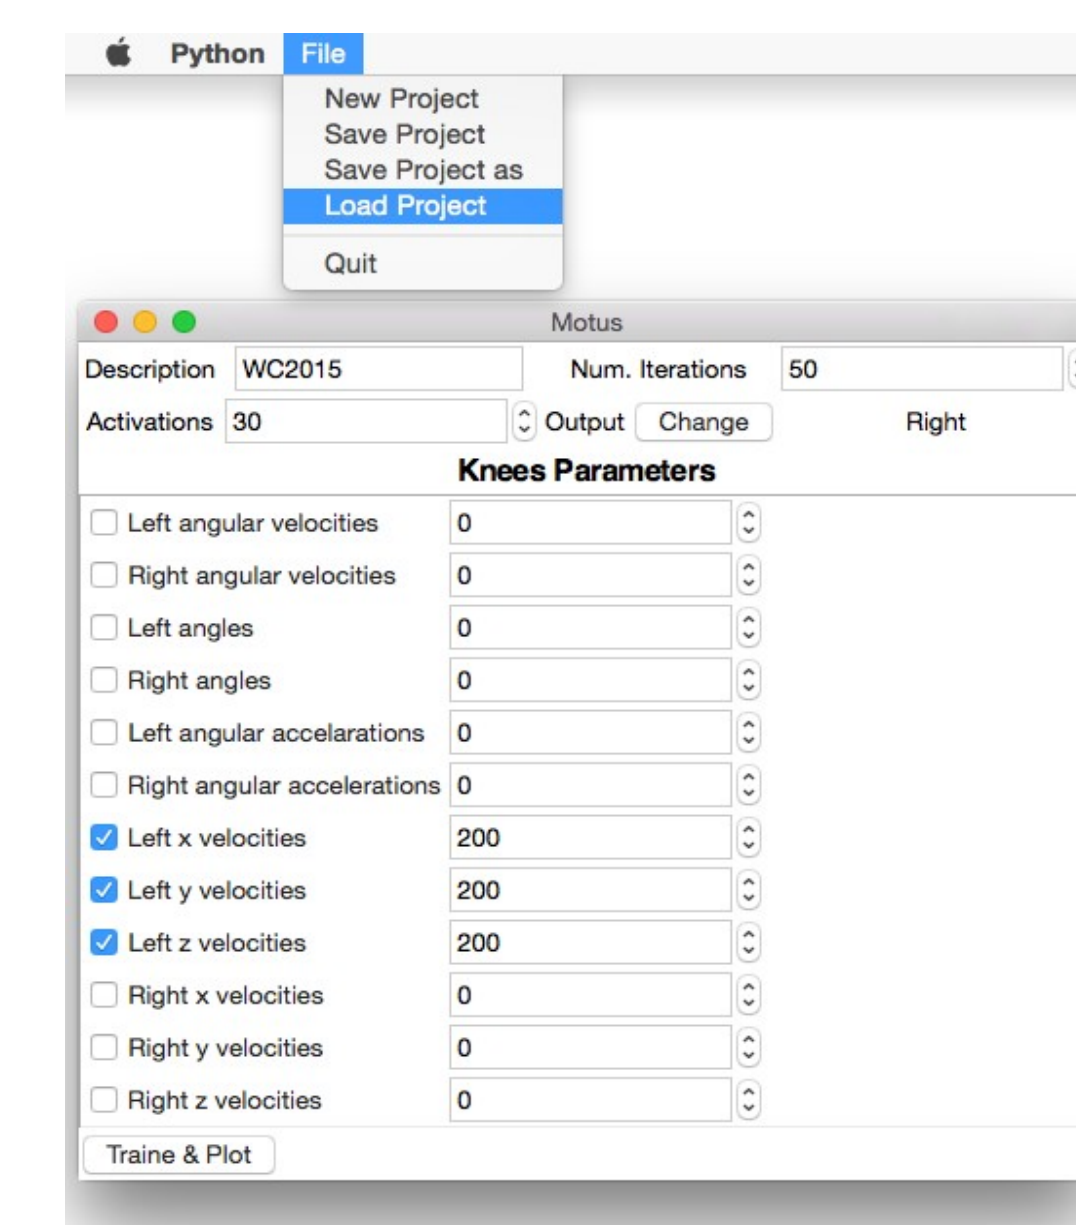 Python File
New Project
Save Project
Save Project as
Load Project
Quit
Motus
Description WC2015 Num. Iterations 50
Activations 30 Output Change Right
Knees Parameters
Left angular velocities 0
Right angular velocities 0
Left angles 0
Right angles 0
Left angular accelarations 0
Right angular accelerations 0
Left x velocities 200
Left y velocities 200
Left z velocities 200
Right x velocities 0
Right y velocities 0
Right z velocities 0
Traine & Plot